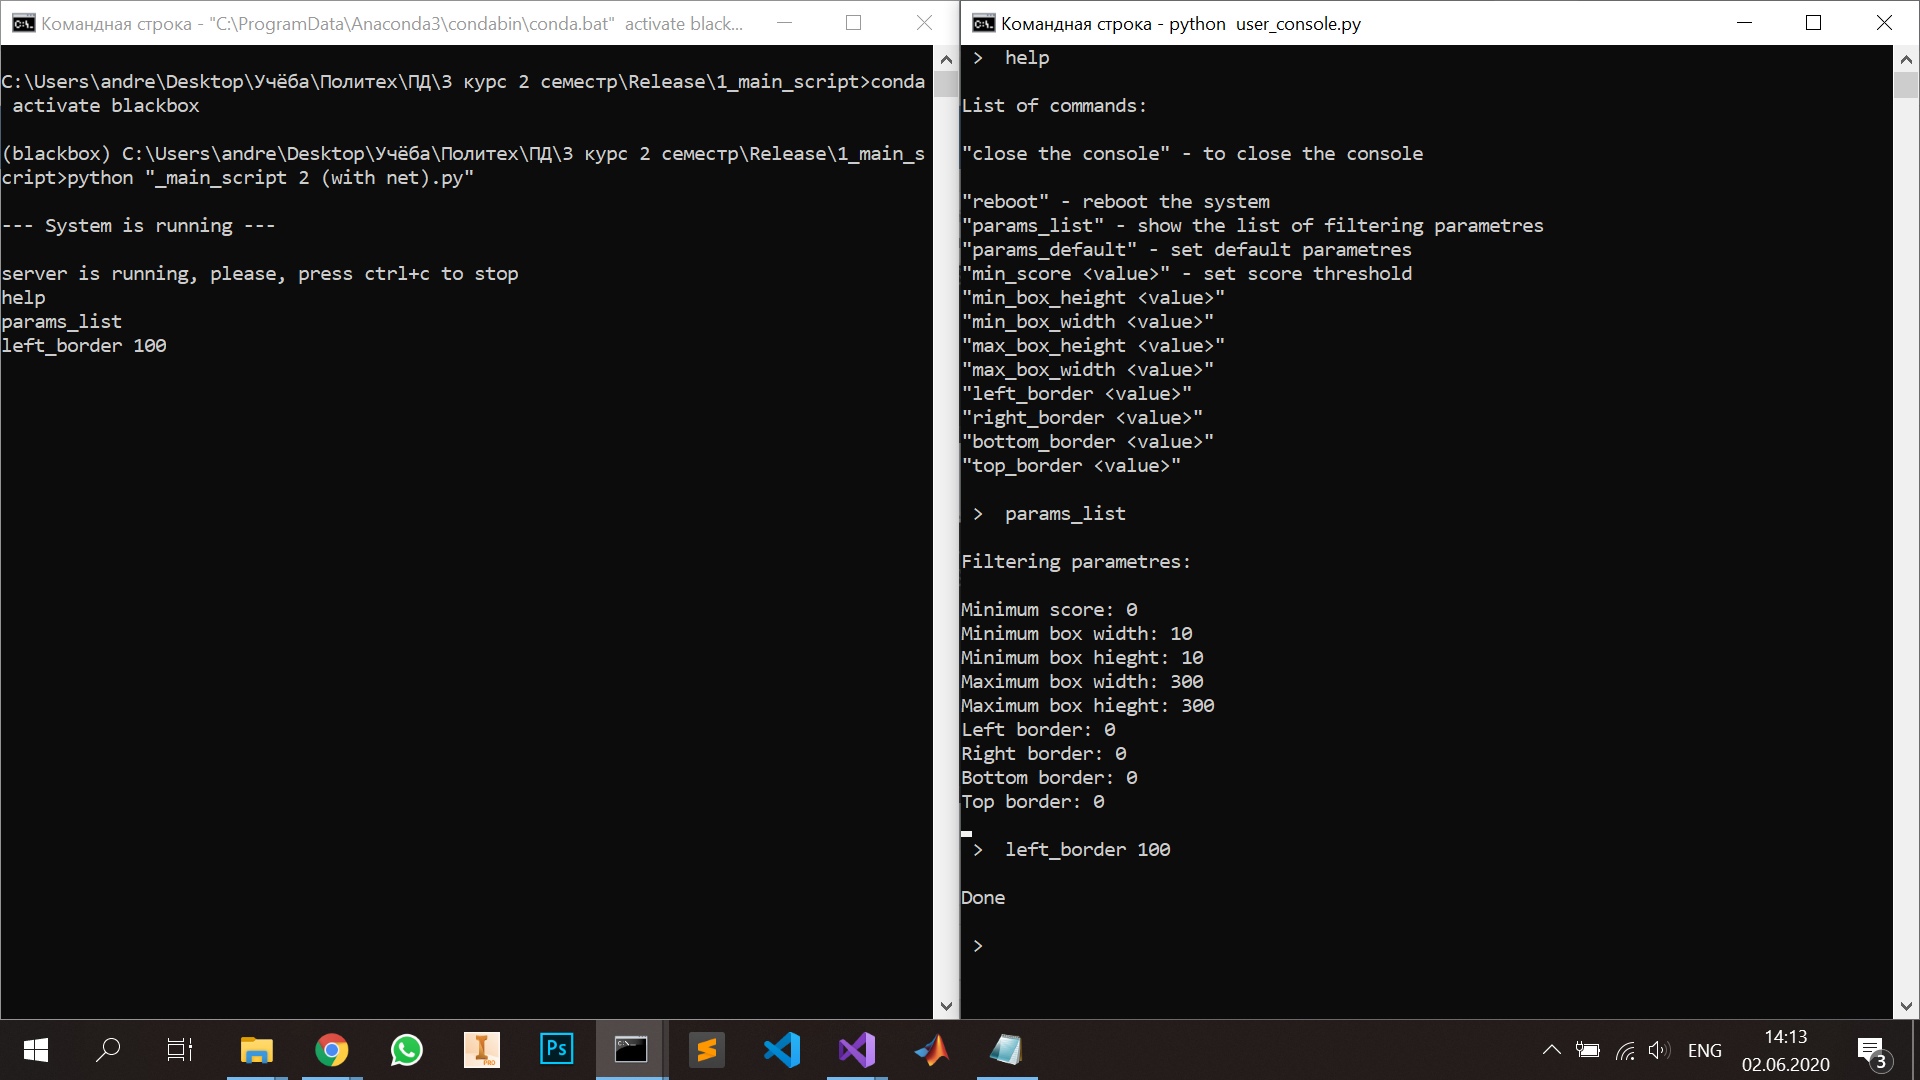 Командная строка - "C:\ProgramData\Anaconda3\condabin\conda.bat"  activate black...
C:\Users\andre\Desktop\Учёба\Политех\ПД\3 курс 2 семестр\Release\1_main_script>conda
 activate blackbox
(blackbox) C:\Users\andre\Desktop\Учёба\Политех\ПД\3 курс 2 семестр\Release\1_main_s
cript>python "_main_script 2 (with net).py"
--- System is running ---
server is running, please, press ctrl+c to stop
help
params_list
left_border 100
Командная строка - python  user_console.py
 >  help
List of commands:
"close the console" - to close the console
"reboot" - reboot the system
"params_list" - show the list of filtering parametres
"params_default" - set default parametres
"min_score <value>" - set score threshold
"min_box_height <value>"
"min_box_width <value>"
"max_box_height <value>"
"max_box_width <value>"
"left_border <value>"
"right_border <value>"
"bottom_border <value>"
"top_border <value>"
 >  params_list
Filtering parametres:
Minimum score: 0
Minimum box width: 10
Minimum box hieght: 10
Maximum box width: 300
Maximum box hieght: 300
Left border: 0
Right border: 0
Bottom border: 0
Top border: 0
 >  left_border 100
Done
 >
I
PRO
Ps
ENG
14:13
02.06.2020
3